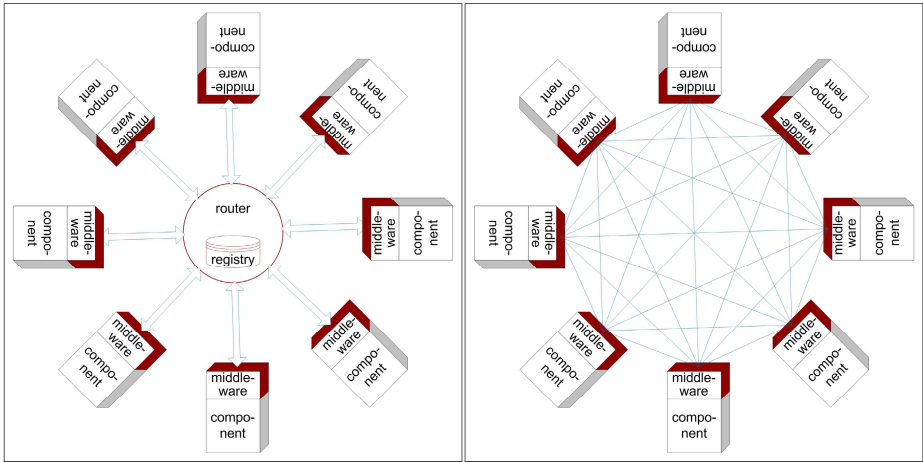 compo-
nent
middle-
ware
compo-
nent
middle-
ware
compo-
nent
middle-
ware
compo-
nent
middle-
ware
router
registry
middle-
ware
compo-
nent
middle-
ware
compo-
nent
middle-
ware
compo-
nent
middle-
ware
compo-
nent
compo-
nent
middle-
ware
compo-
nent
middle-
ware
compo-
nent
middle-
ware
compo-
nent
middle-
ware
middle-
ware
compo-
nent
middle-
ware
compo-
nent
middle-
ware
compo-
nent
middle-
ware
compo-
nent